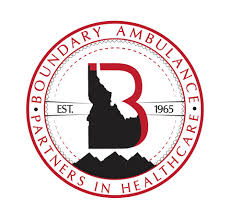 BOUNDARY AMBULANCE
EST. B 1965
• PARTNERS IN HEALTHCARE •